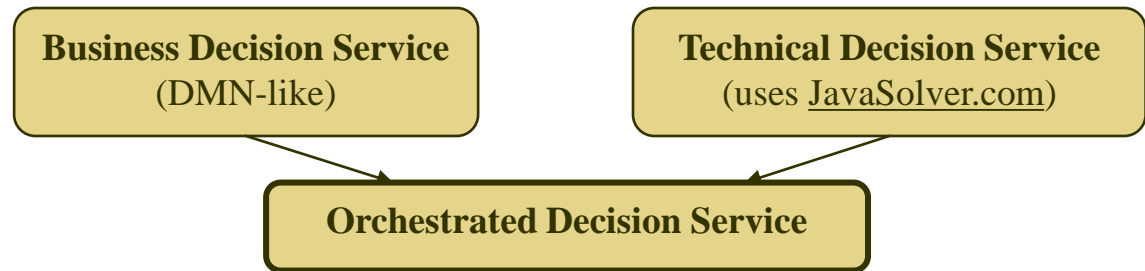 Business Decision Service
(DMN-like)
Technical Decision Service
(uses JavaSolver.com)
Orchestrated Decision Service